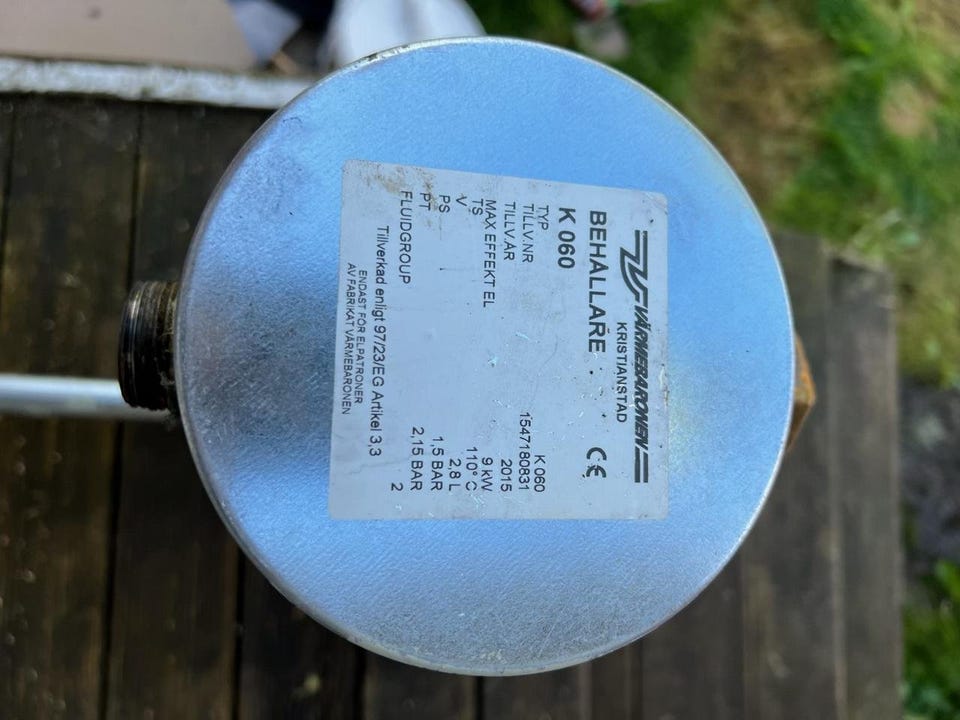 VÄRMEBARONEN
KRISTIANSTAD
BEHÅLLARE CE
K 060
TYP K 060
TILLV.NR 1547180831
TILLV.ÅR 2015
MAX EFFEKT EL 9 kW
TS 110° C
V 2,8 L
PS 1,5 BAR
PT 2,15 BAR
FLUIDGROUP 2
Tillverkad enligt 97/23/EG Artikel 3.3
ENDAST FÖR ELPATRONER
AV FABRIKAT VÄRMEBARONEN